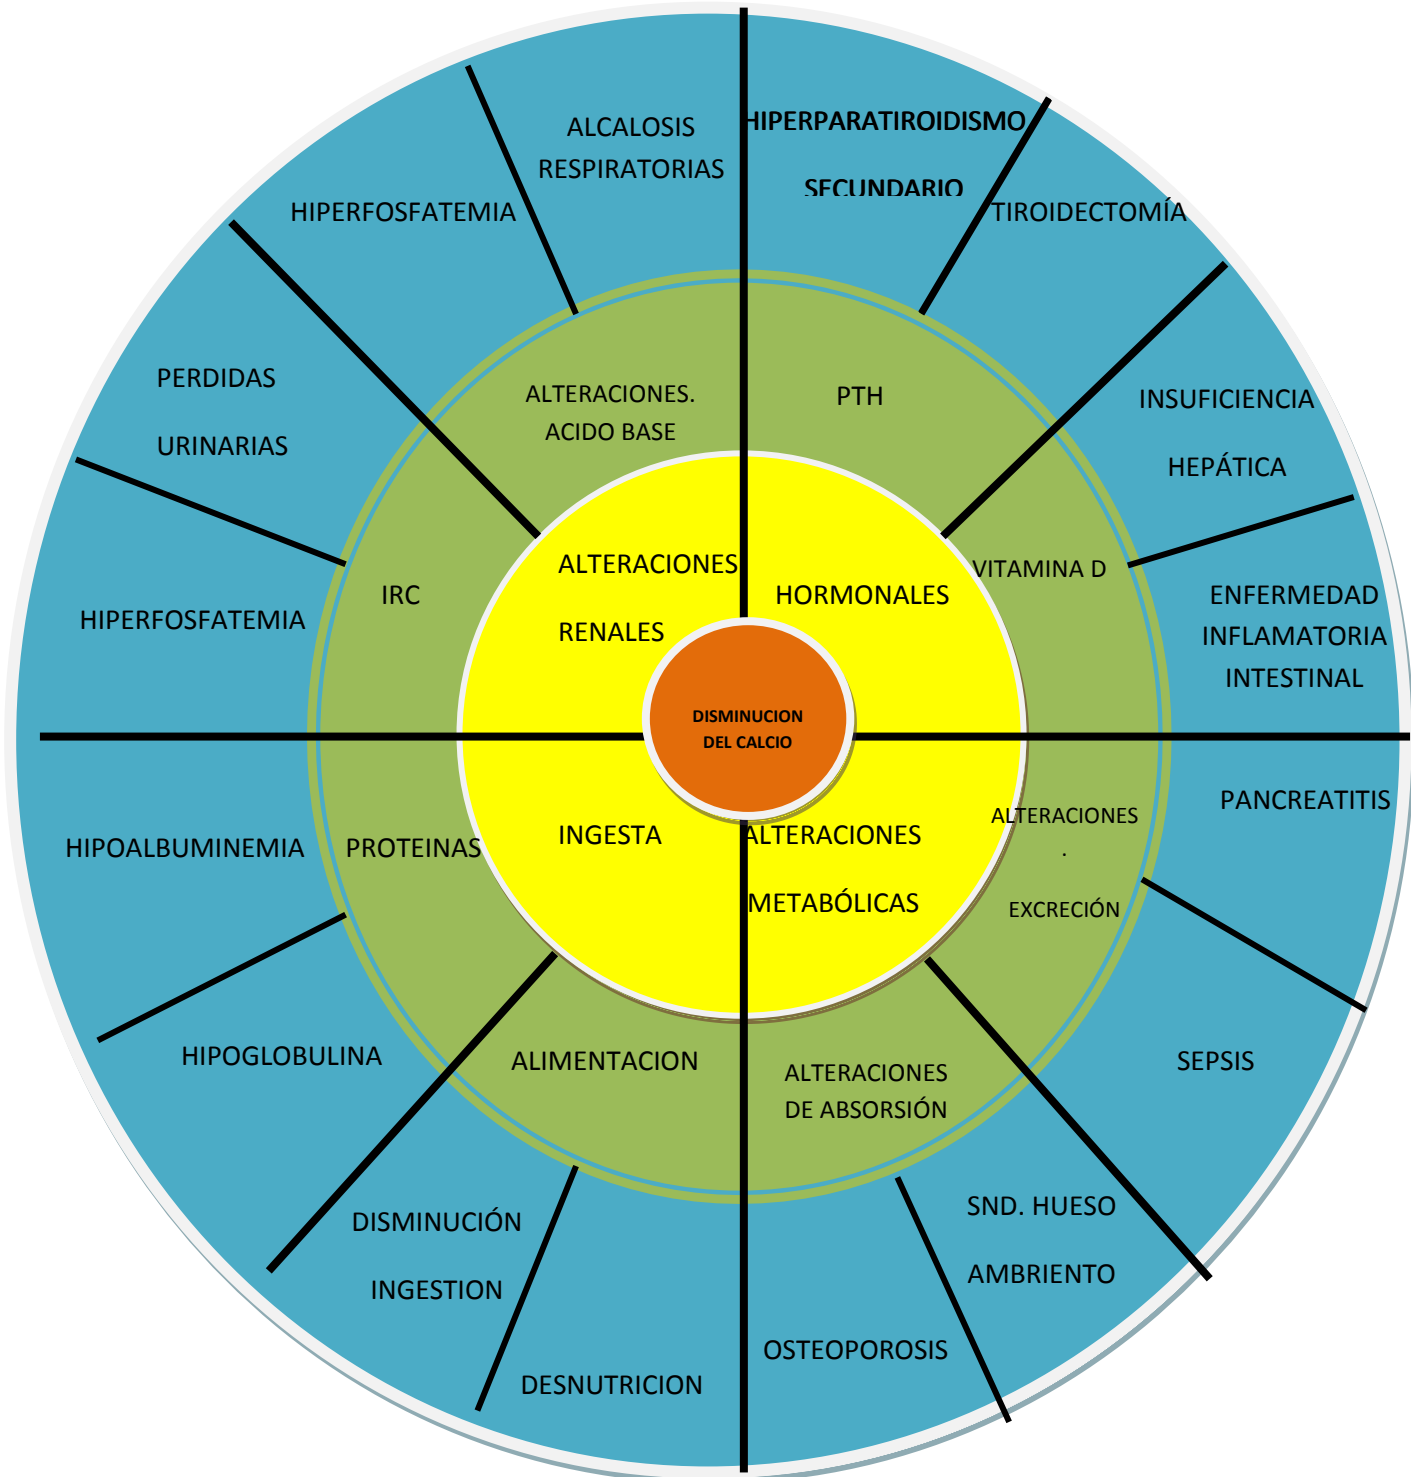 ALCALOSIS
RESPIRATORIAS
HIPERPARATIROIDISMO
SECUNDARIO
HIPERFOSFATEMIA
TIROIDECTOMÍA
PERDIDAS
URINARIAS
ALTERACIONES.
ACIDO BASE
PTH
INSUFICIENCIA
HEPÁTICA
HIPERFOSFATEMIA
IRC
ALTERACIONES
RENALES
HORMONALES
VITAMINA D
ENFERMEDAD
INFLAMATORIA
INTESTINAL
DISMINUCION
DEL CALCIO
HIPOALBUMINEMIA
PROTEINAS
INGESTA
ALTERACIONES
METABÓLICAS
ALTERACIONES
.
EXCRECIÓN
PANCREATITIS
HIPOGLOBULINA
ALIMENTACION
ALTERACIONES
DE ABSORSIÓN
SEPSIS
DISMINUCIÓN
INGESTION
DESNUTRICION
OSTEOPOROSIS
SND. HUESO
AMBRIENTO